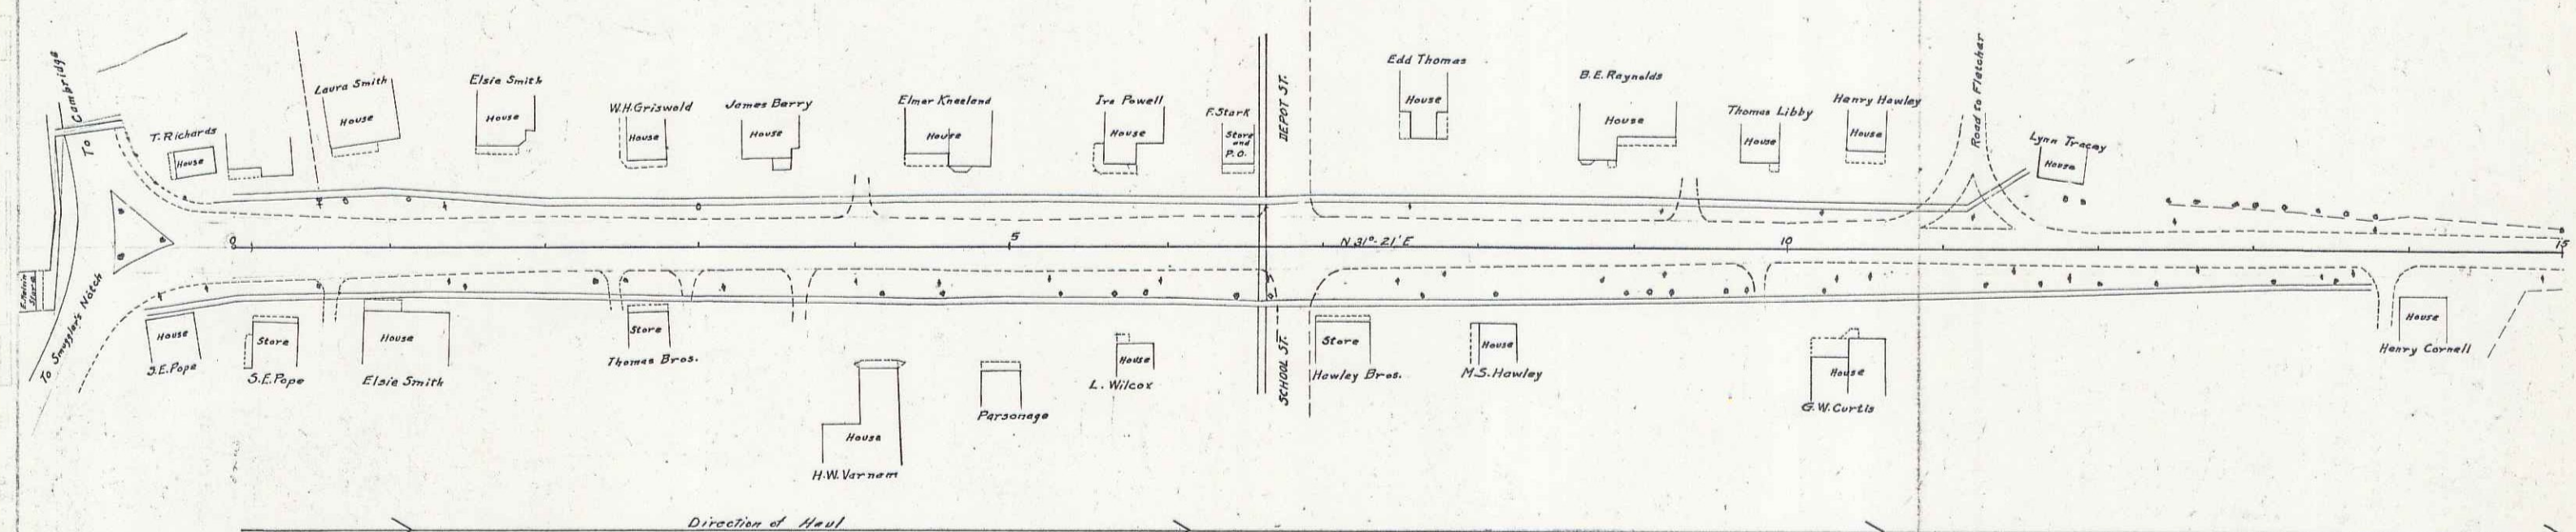 To Cambridge
T. Richards
House
Laura Smith
House
Elsie Smith
House
W.H. Griswold
House
James Barry
House
Elmer Kneeland
House
Ira Powell
House
F. Stark
Store
and
P.O.
DEPOT ST.
Edd Thomas
House
B.E. Raynolds
House
Thomas Libby
House
Henry Hawley
House
Road to Fletcher
Lynn Tracey
House
0
5
N 31°-21' E
10
15
Store
To Smuggler's Notch
House
S.E. Pope
Store
S.E. Pope
House
Elsie Smith
Store
Thomas Bros.
House
H.W. Varnam
Parsonage
House
L. Wilcox
SCHOOL ST.
Store
Hawley Bros.
House
M.S. Hawley
House
G.W. Curtis
House
Henry Cornell
Direction of Haul